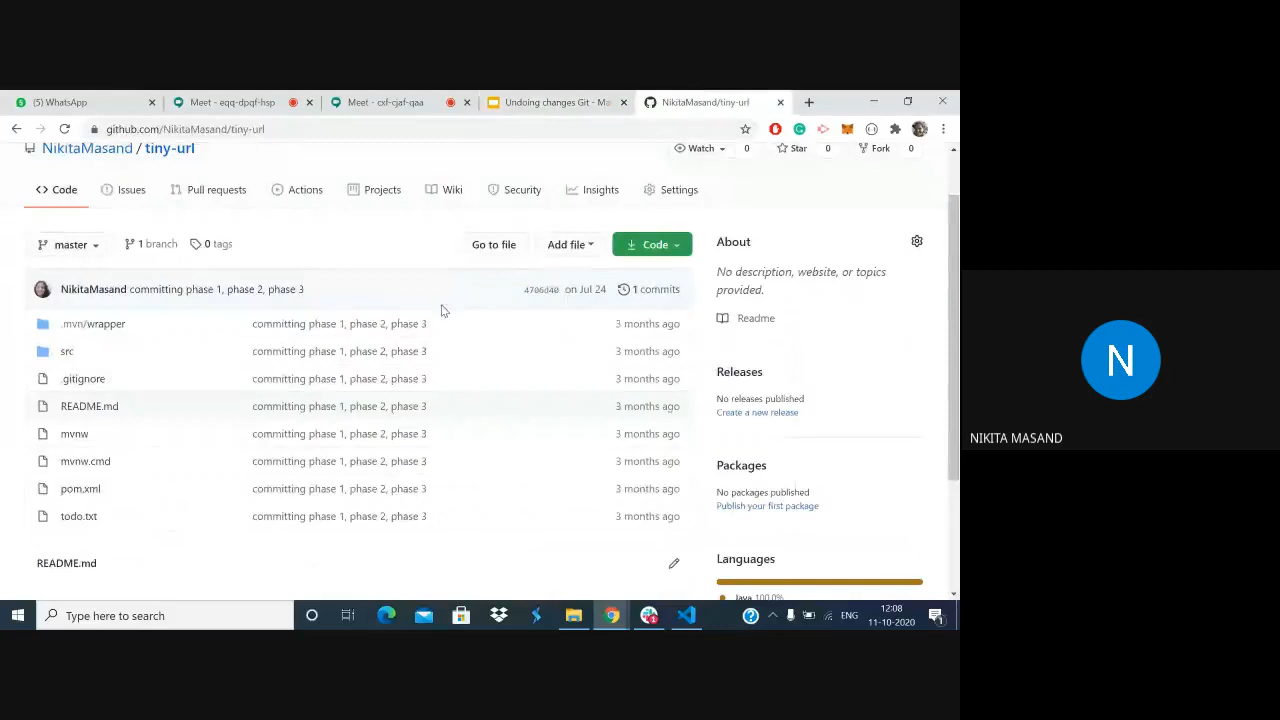 (5) WhatsApp
Meet - eqq-dpqf-hsp
Meet - cxf-cjaf-qaa
Undoing changes Git - Ma
NikitaMasand/tiny-url
github.com/NikitaMasand/tiny-url
NikitaMasand / tiny-url
Watch 0
Star 0
Fork 0
<> Code
Issues
Pull requests
Actions
Projects
Wiki
Security
Insights
Settings
master
1 branch
0 tags
Go to file
Add file
Code
NikitaMasand committing phase 1, phase 2, phase 3
4706d40 on Jul 24
1 commits
.mvn/wrapper committing phase 1, phase 2, phase 3 3 months ago
src committing phase 1, phase 2, phase 3 3 months ago
.gitignore committing phase 1, phase 2, phase 3 3 months ago
README.md committing phase 1, phase 2, phase 3 3 months ago
mvnw committing phase 1, phase 2, phase 3 3 months ago
mvnw.cmd committing phase 1, phase 2, phase 3 3 months ago
pom.xml committing phase 1, phase 2, phase 3 3 months ago
todo.txt committing phase 1, phase 2, phase 3 3 months ago
README.md
About
No description, website, or topics
provided.
Readme
Releases
No releases published
Create a new release
Packages
No packages published
Publish your first package
Languages
Java 100.0%
Type here to search
ENG
12:08
11-10-2020
N
NIKITA MASAND